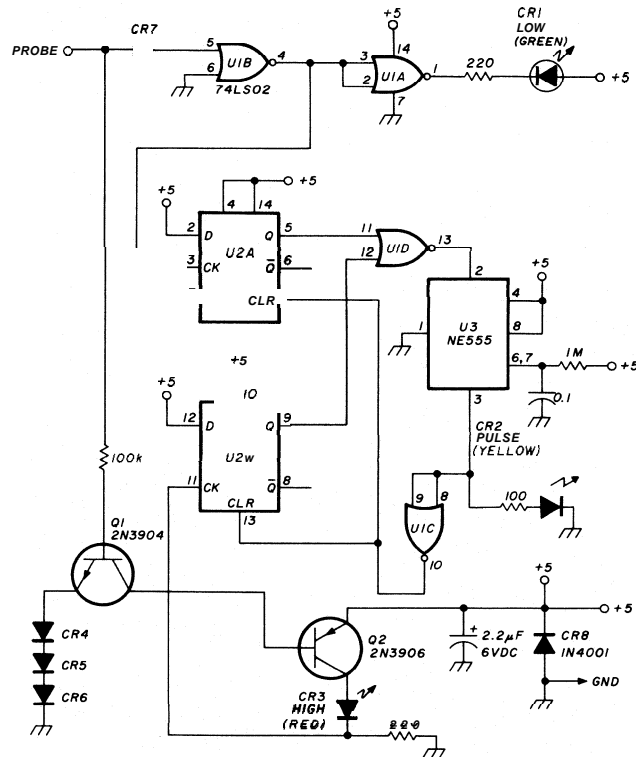 PROBE
CR7
5
6
U1B
4
74LS02
+5
14
3
2
U1A
1
7
220
CR1
LOW
(GREEN)
+5
+5
+5
4
14
2
D
Q
5
U2A
3
CK
Q
6
CLR
11
12
U1D
13
2
+5
4
1
U3
NE555
8
6,7
1M
+5
0.1
3
+5
10
+5
12
D
Q
9
U2w
11
CK
Q
8
CLR
13
CR2
PULSE
(YELLOW)
9
8
U1C
10
100
100k
Q1
2N3904
CR4
CR5
CR6
Q2
2N3906
CR3
HIGH
(RED)
+5
+5
+
2.2µF
6VDC
CR8
1N4001
GND